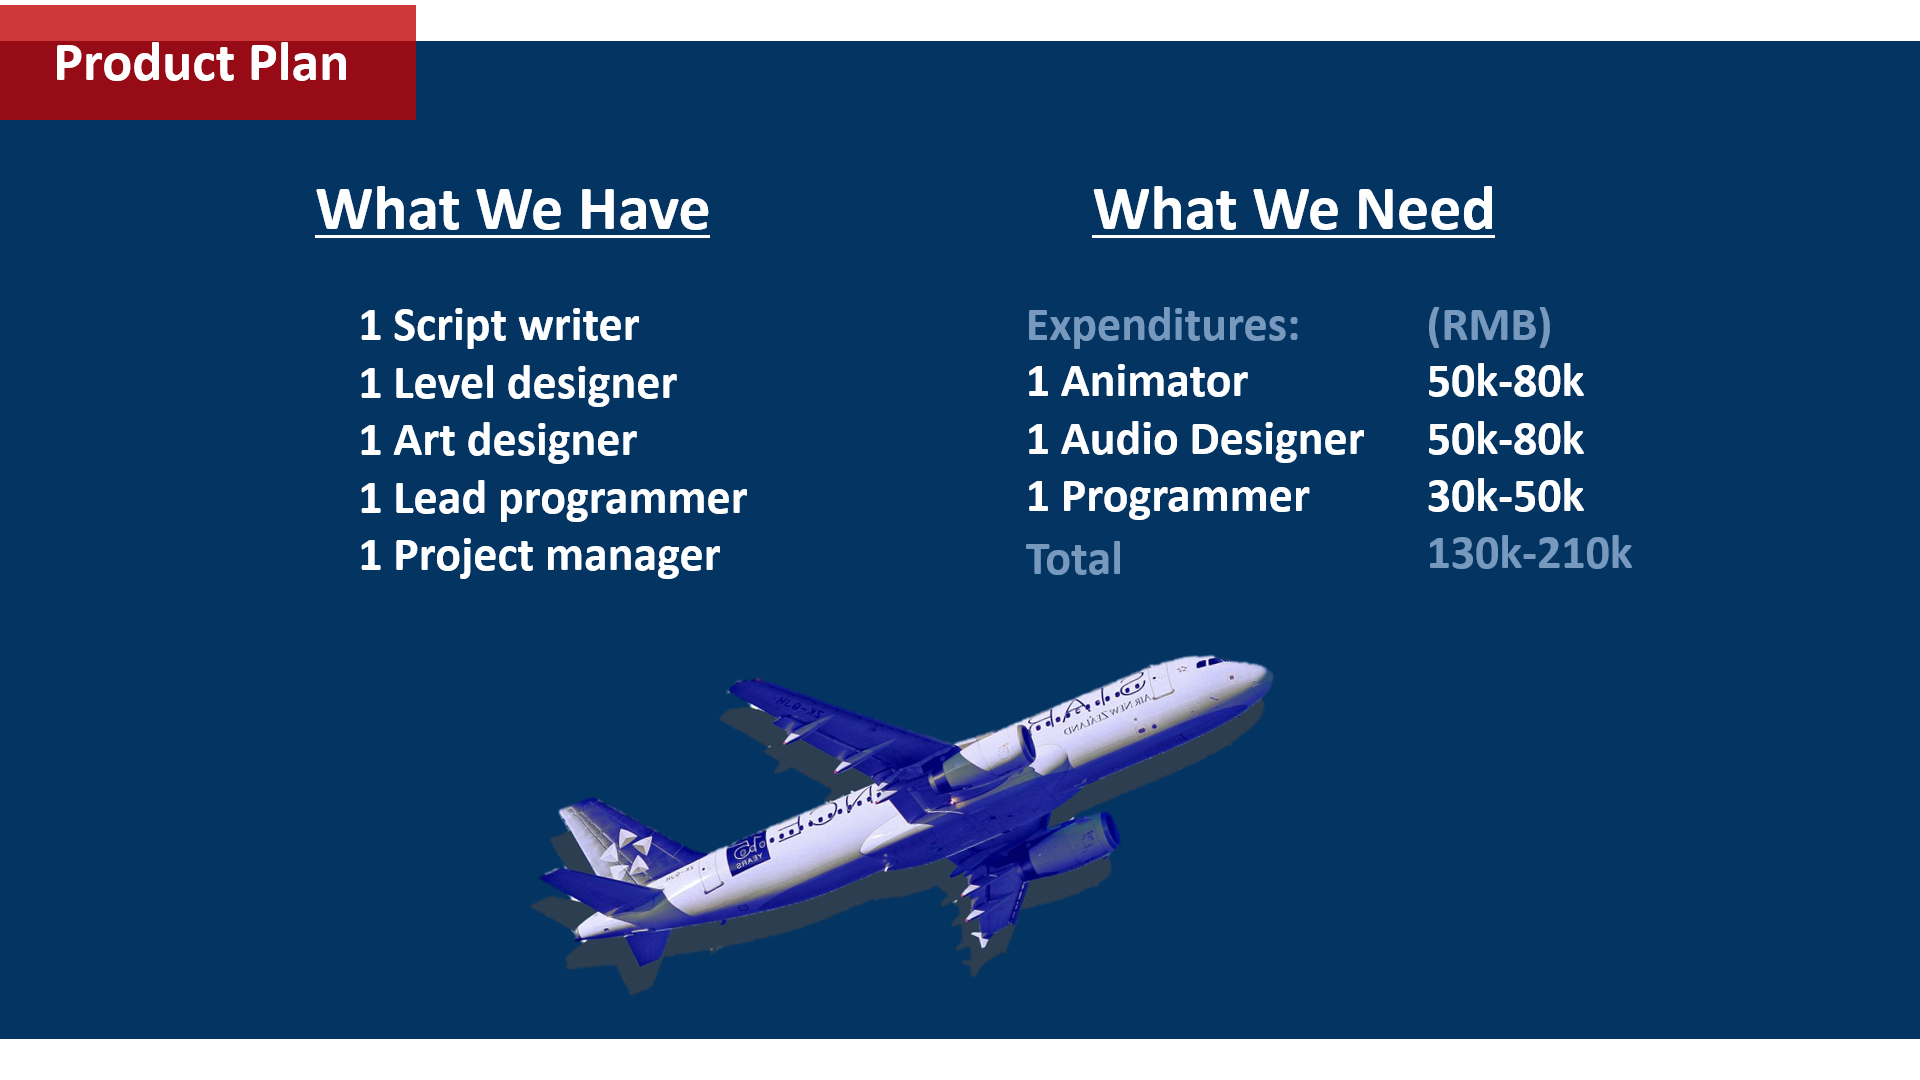 Product Plan
What We Have
1 Script writer
1 Level designer
1 Art designer
1 Lead programmer
1 Project manager
What We Need
Expenditures: (RMB)
1 Animator 50k-80k
1 Audio Designer 50k-80k
1 Programmer 30k-50k
Total 130k-210k
AIR NEW ZEALAND
YEARS